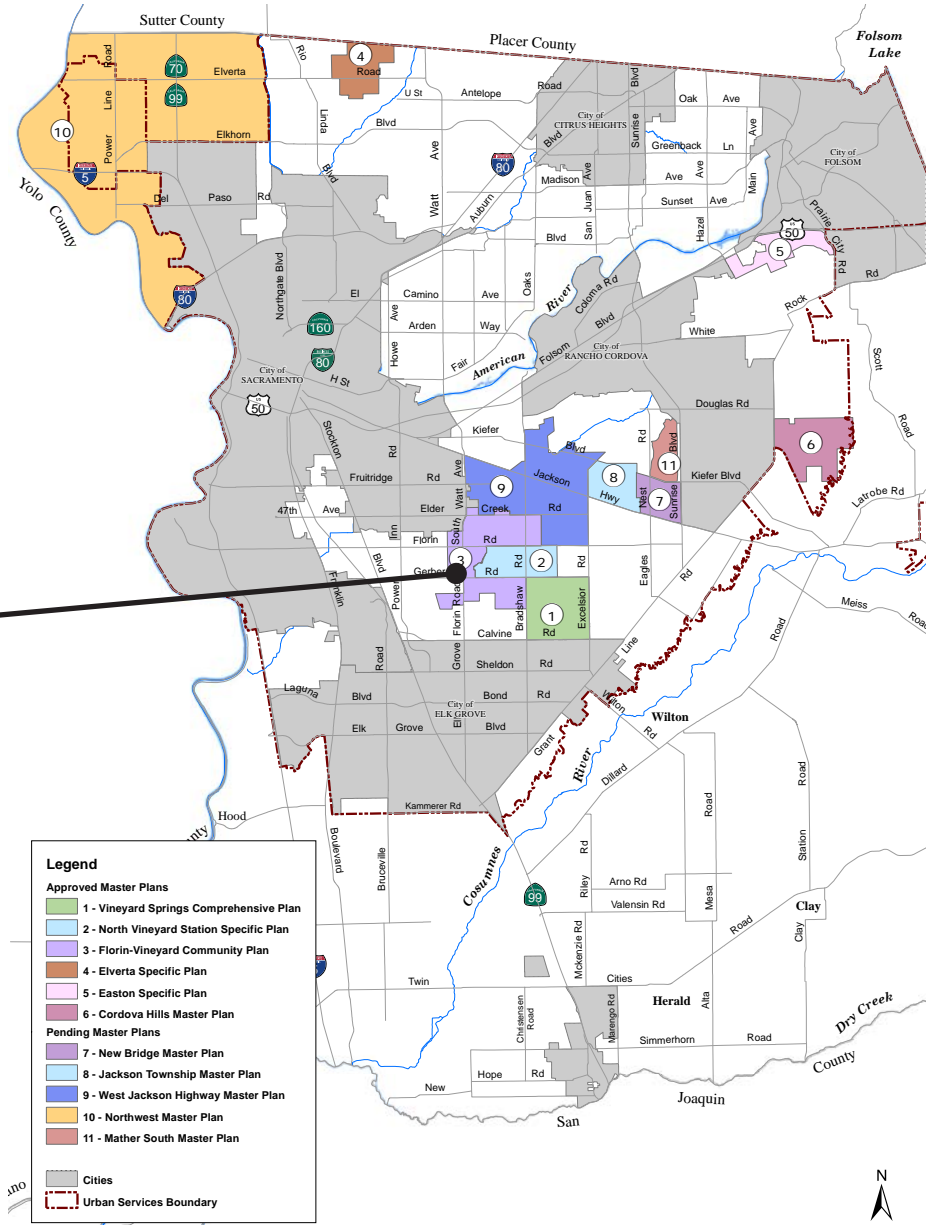 Sutter County
Placer County
Folsom
Lake
Rio
4
Road
70
Elverta
Road
99
Line
Power
10
Elkhorn
5
Yolo County
Del
Paso
Rd
Linda
Blvd
U St
Antelope
Road
Blvd
Ave
Watt
80
Auburn
Blvd
City of
CITRUS HEIGHTS
Blvd
Sunrise
Oak
Ave
Greenback
Ln
Ave
Main
Madison
Ave
Juan
San
Ave
Ave
Hazel
Sunset
Ave
Blvd
City of
FOLSOM
Prairie
City
Rd
50
5
Rd
80
Northgate Blvd
160
80
H St
City of
SACRAMENTO
50
El
Camino
Ave
Oaks
Ave
Howe
Arden
Way
Fair
American
River
Coloma Rd
Folsom
Blvd
City of
RANCHO CORDOVA
White
Rock
Scott
Road
Douglas Rd
Stockton
Kiefer
Blvd
Rd
Rd
Blvd
6
Fruitridge
Rd
Ave
Watt
9
Jackson
Hwy
8
11
Nest
7
Sunrise
Kiefer Blvd
Latrobe Rd
47th
Ave
Elder
Creek
Rd
Inn
South
Florin
Rd
Blvd
Gerber
3
Rd
Rd
2
Rd
Eagles
Rd
Franklin
Power
Florin Road
Bradshaw
1
Excelsior
Meiss
Road
Calvine
Rd
Line
Road
Road
Grove
Sheldon
Rd
Laguna
Blvd
Bond
Rd
City of
ELK GROVE
El
Elk
Grove
Blvd
Wilton
Rd
Wilton
Grant
River
Dillard
Kammerer Rd
Hood
unty
Boulevard
Bruceville
Cosumnes
99
Rd
Riley
Arno Rd
Valensin Rd
Road
Mesa
Road
Station
Road
Clay
Clay
Mckenzie Rd
Twin
Cities
Christensen
Road
Marengo Rd
Herald
Alta
Simmerhorn
Road
Dry Creek
County
New
Hope
Rd
San
Joaquin
Legend
Approved Master Plans
1 - Vineyard Springs Comprehensive Plan
2 - North Vineyard Station Specific Plan
3 - Florin-Vineyard Community Plan
4 - Elverta Specific Plan
5 - Easton Specific Plan
6 - Cordova Hills Master Plan
Pending Master Plans
7 - New Bridge Master Plan
8 - Jackson Township Master Plan
9 - West Jackson Highway Master Plan
10 - Northwest Master Plan
11 - Mather South Master Plan
Cities
Urban Services Boundary
no
N